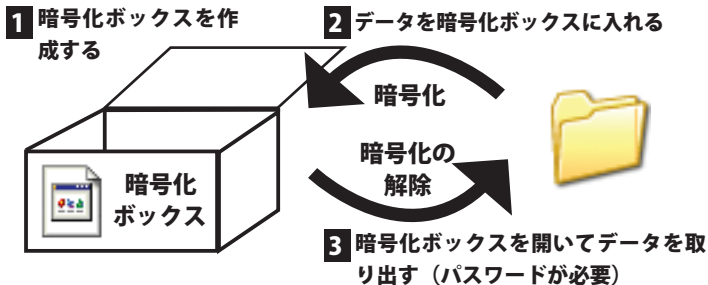 1 暗号化ボックスを作
成する
2 データを暗号化ボックスに入れる
暗号化
暗号化の
解除
暗号化
ボックス
3 暗号化ボックスを開いてデータを取
り出す（パスワードが必要）